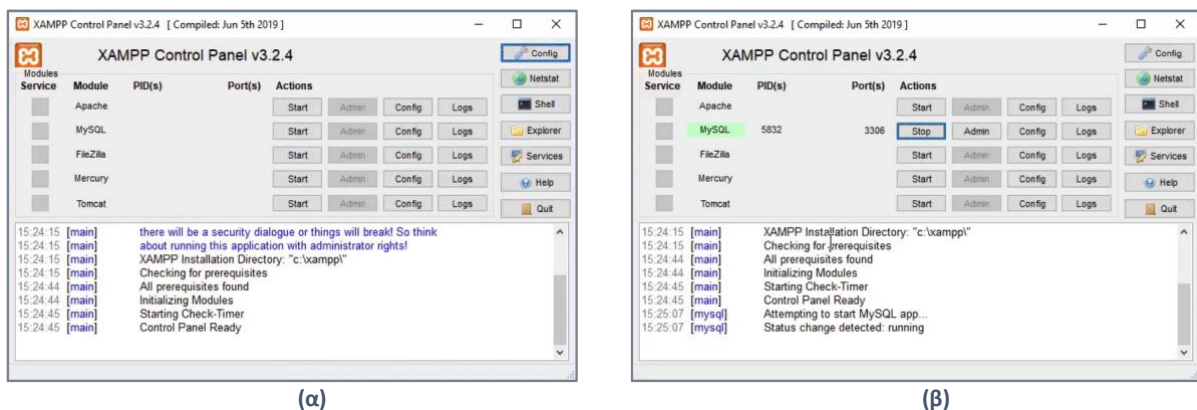 XAMPP Control Panel v3.2.4 [ Compiled: Jun 5th 2019 ]
XAMPP Control Panel v3.2.4
Config
Modules
Service Module PID(s) Port(s) Actions
Netstat
Apache Start Admin Config Logs
Shell
MySQL Start Admin Config Logs
Explorer
FileZilla Start Admin Config Logs
Services
Mercury Start Admin Config Logs
Help
Tomcat Start Admin Config Logs
Quit
15:24:15 [main] there will be a security dialogue or things will break! So think
15:24:15 [main] about running this application with administrator rights!
15:24:15 [main] XAMPP Installation Directory: "c:\xampp\"
15:24:15 [main] Checking for prerequisites
15:24:44 [main] All prerequisites found
15:24:44 [main] Initializing Modules
15:24:45 [main] Starting Check-Timer
15:24:45 [main] Control Panel Ready
(α)
XAMPP Control Panel v3.2.4 [ Compiled: Jun 5th 2019 ]
XAMPP Control Panel v3.2.4
Config
Modules
Service Module PID(s) Port(s) Actions
Netstat
Apache Start Admin Config Logs
Shell
MySQL 5832 3306 Stop Admin Config Logs
Explorer
FileZilla Start Admin Config Logs
Services
Mercury Start Admin Config Logs
Help
Tomcat Start Admin Config Logs
Quit
15:24:15 [main] XAMPP Installation Directory: "c:\xampp\"
15:24:15 [main] Checking for prerequisites
15:24:44 [main] All prerequisites found
15:24:44 [main] Initializing Modules
15:24:45 [main] Starting Check-Timer
15:24:45 [main] Control Panel Ready
15:25:07 [mysql] Attempting to start MySQL app...
15:25:07 [mysql] Status change detected: running
(β)